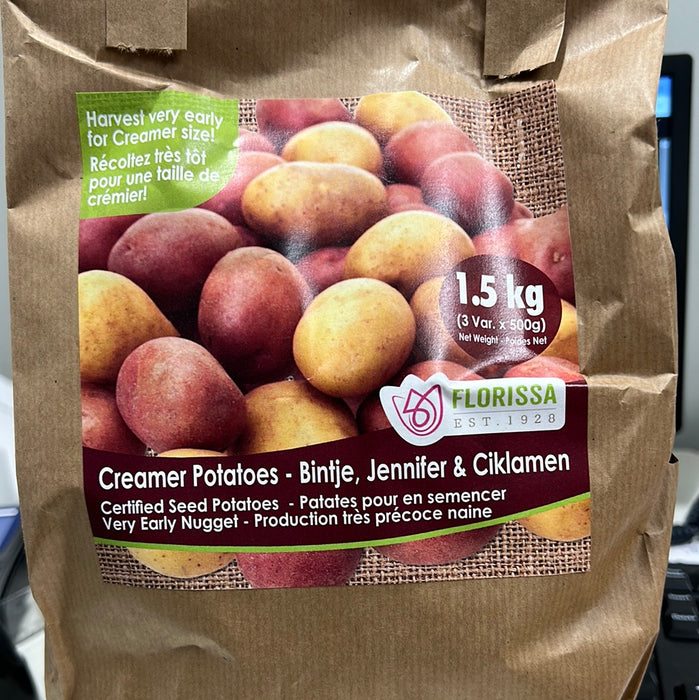 Harvest very early
for Creamer size!
Récoltez très tôt
pour une taille de
crémier!
1.5 kg
(3 Var. x 500g)
Net Weight - Poides Net
FLORISSA
EST. 1928
Creamer Potatoes - Bintje, Jennifer & Ciklamen
Certified Seed Potatoes - Patates pour en semencer
Very Early Nugget - Production très précoce naine